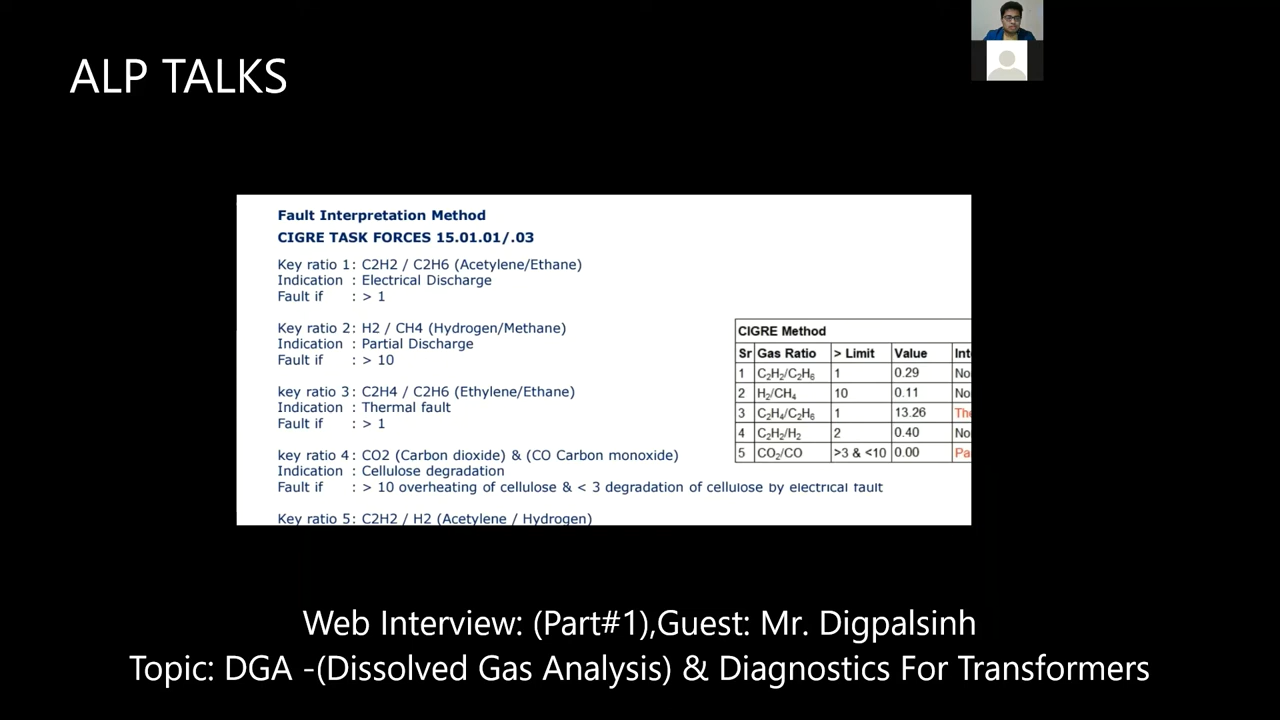 ALP TALKS
Fault Interpretation Method
CIGRE TASK FORCES 15.01.01/.03
Key ratio 1: C2H2 / C2H6 (Acetylene/Ethane)
Indication : Electrical Discharge
Fault if : > 1
Key ratio 2: H2 / CH4 (Hydrogen/Methane)
Indication : Partial Discharge
Fault if : > 10
key ratio 3: C2H4 / C2H6 (Ethylene/Ethane)
Indication : Thermal fault
Fault if : > 1
key ratio 4: CO2 (Carbon dioxide) & (CO Carbon monoxide)
Indication : Cellulose degradation
Fault if : > 10 overheating of cellulose & < 3 degradation of cellulose by electrical fault
Key ratio 5: C2H2 / H2 (Acetylene / Hydrogen)
CIGRE Method
Sr Gas Ratio > Limit Value Int
1 C₂H₂/C₂H₆ 1 0.29 No
2 H₂/CH₄ 10 0.11 No
3 C₂H₄/C₂H₆ 1 13.26 The
4 C₂H₂/H₂ 2 0.40 No
5 CO₂/CO >3 & <10 0.00 Pa
Web Interview: (Part#1),Guest: Mr. Digpalsinh
Topic: DGA -(Dissolved Gas Analysis) & Diagnostics For Transformers